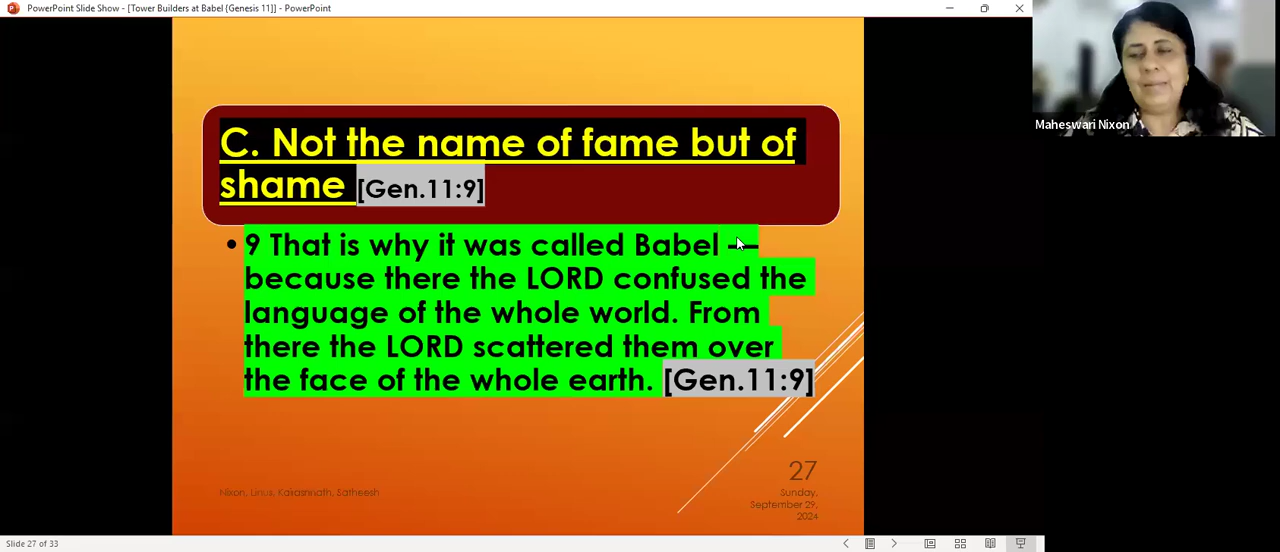 PowerPoint Slide Show - [Tower Builders at Babel {Genesis 11]] - PowerPoint
Maheswari Nixon
C. Not the name of fame but of
shame [Gen.11:9]
• 9 That is why it was called Babel —
because there the LORD confused the
language of the whole world. From
there the LORD scattered them over
the face of the whole earth. [Gen.11:9]
27
Nixon, Linus, Kailasnnath, Satheesh
Sunday,
September 29,
2024
Slide 27 of 33